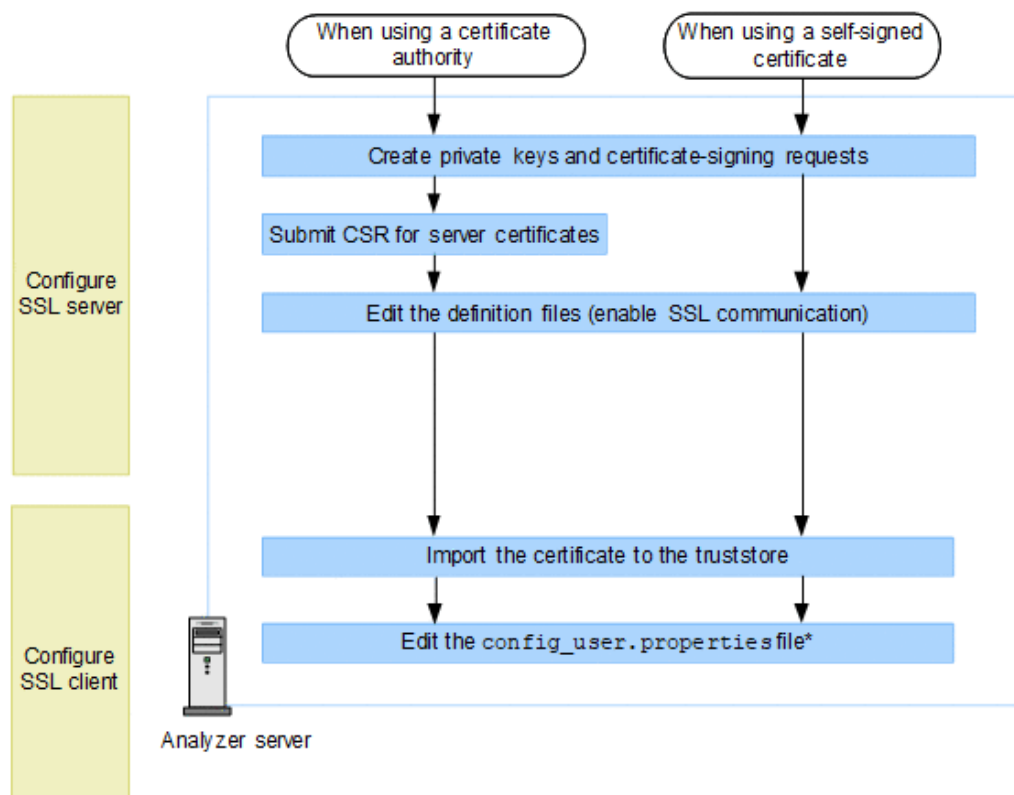 When using a certificate
authority
When using a self-signed
certificate
Create private keys and certificate-signing requests
Submit CSR for server certificates
Configure
SSL server
Edit the definition files (enable SSL communication)
Import the certificate to the truststore
Edit the config_user.properties file*
Configure
SSL client
Analyzer server